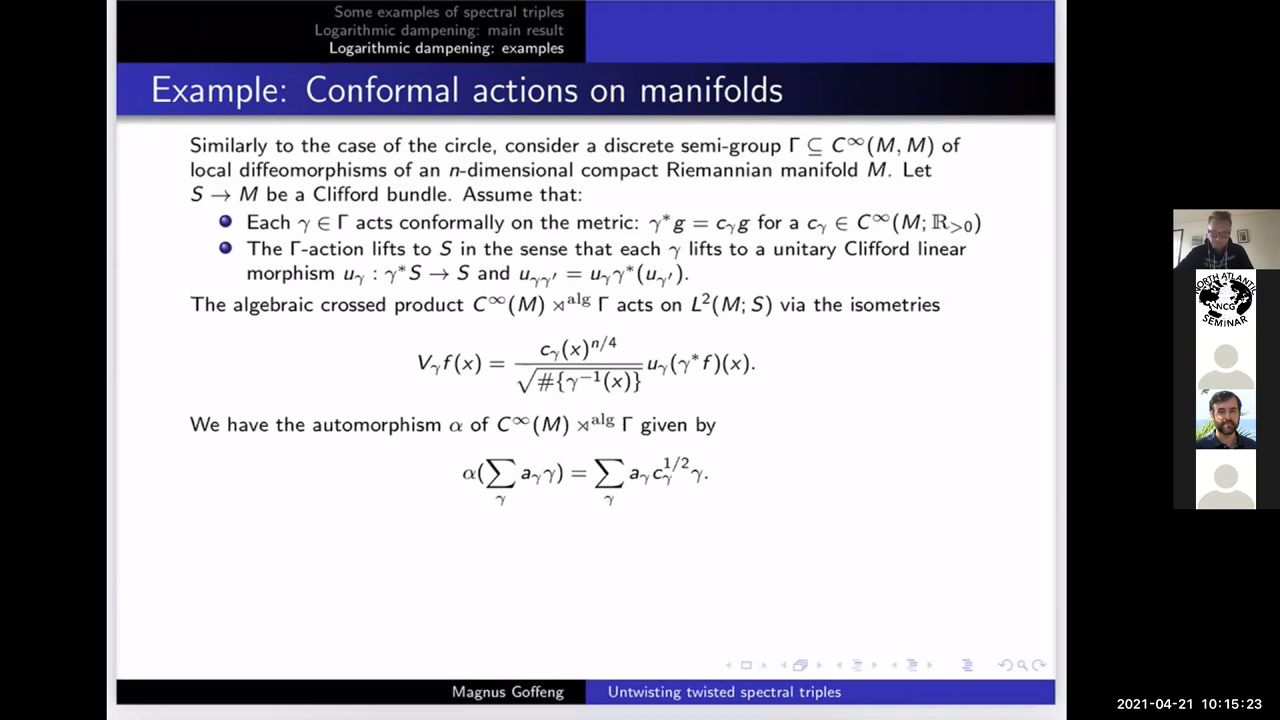 Some examples of spectral triples
Logarithmic dampening: main result
Logarithmic dampening: examples
Example: Conformal actions on manifolds
Similarly to the case of the circle, consider a discrete semi-group Γ ⊆ C^∞(M, M) of
local diffeomorphisms of an n-dimensional compact Riemannian manifold M. Let
S → M be a Clifford bundle. Assume that:
Each γ ∈ Γ acts conformally on the metric: γ*g = c_γ g for a c_γ ∈ C^∞(M; ℝ_{>0})
The Γ-action lifts to S in the sense that each γ lifts to a unitary Clifford linear
morphism u_γ : γ*S → S and u_{γγ'} = u_γ γ*(u_{γ'}).
The algebraic crossed product C^∞(M) ⋊^alg Γ acts on L²(M; S) via the isometries
V_γ f(x) = c_γ(x)^{n/4} / √#{γ^{-1}(x)} u_γ(γ*f)(x).
We have the automorphism α of C^∞(M) ⋊^alg Γ given by
α(∑_γ a_γ γ) = ∑_γ a_γ c_γ^{1/2} γ.
Magnus Goffeng
Untwisting twisted spectral triples
NORTH ATLANTIC
NCG
SEMINAR
2021-04-21 10:15:23